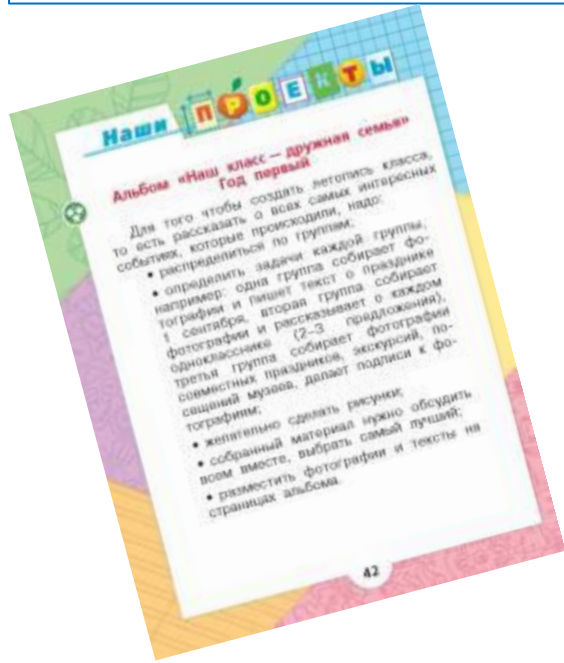 Наши ПРОЕКТЫ
Альбом «Наш класс — дружная семья»
Год первый
Для того чтобы создать летопись класса,
то есть рассказать о всех самых интересных
событиях, которые происходили, надо:
• распределиться по группам;
• определить задачи каждой группы,
например: одна группа собирает фо-
тографии и пишет текст о празднике
1 сентября, вторая группа собирает
фотографии и рассказывает о каждом
однокласснике (2–3 предложения),
третья группа собирает фотографии
совместных праздников, экскурсий, по-
сещений музеев, делает подписи к фо-
тографиям;
• желательно сделать рисунки;
• собранный материал нужно обсудить
всем вместе, выбрать самый лучший;
• разместить фотографии и тексты на
страницах альбома.
42